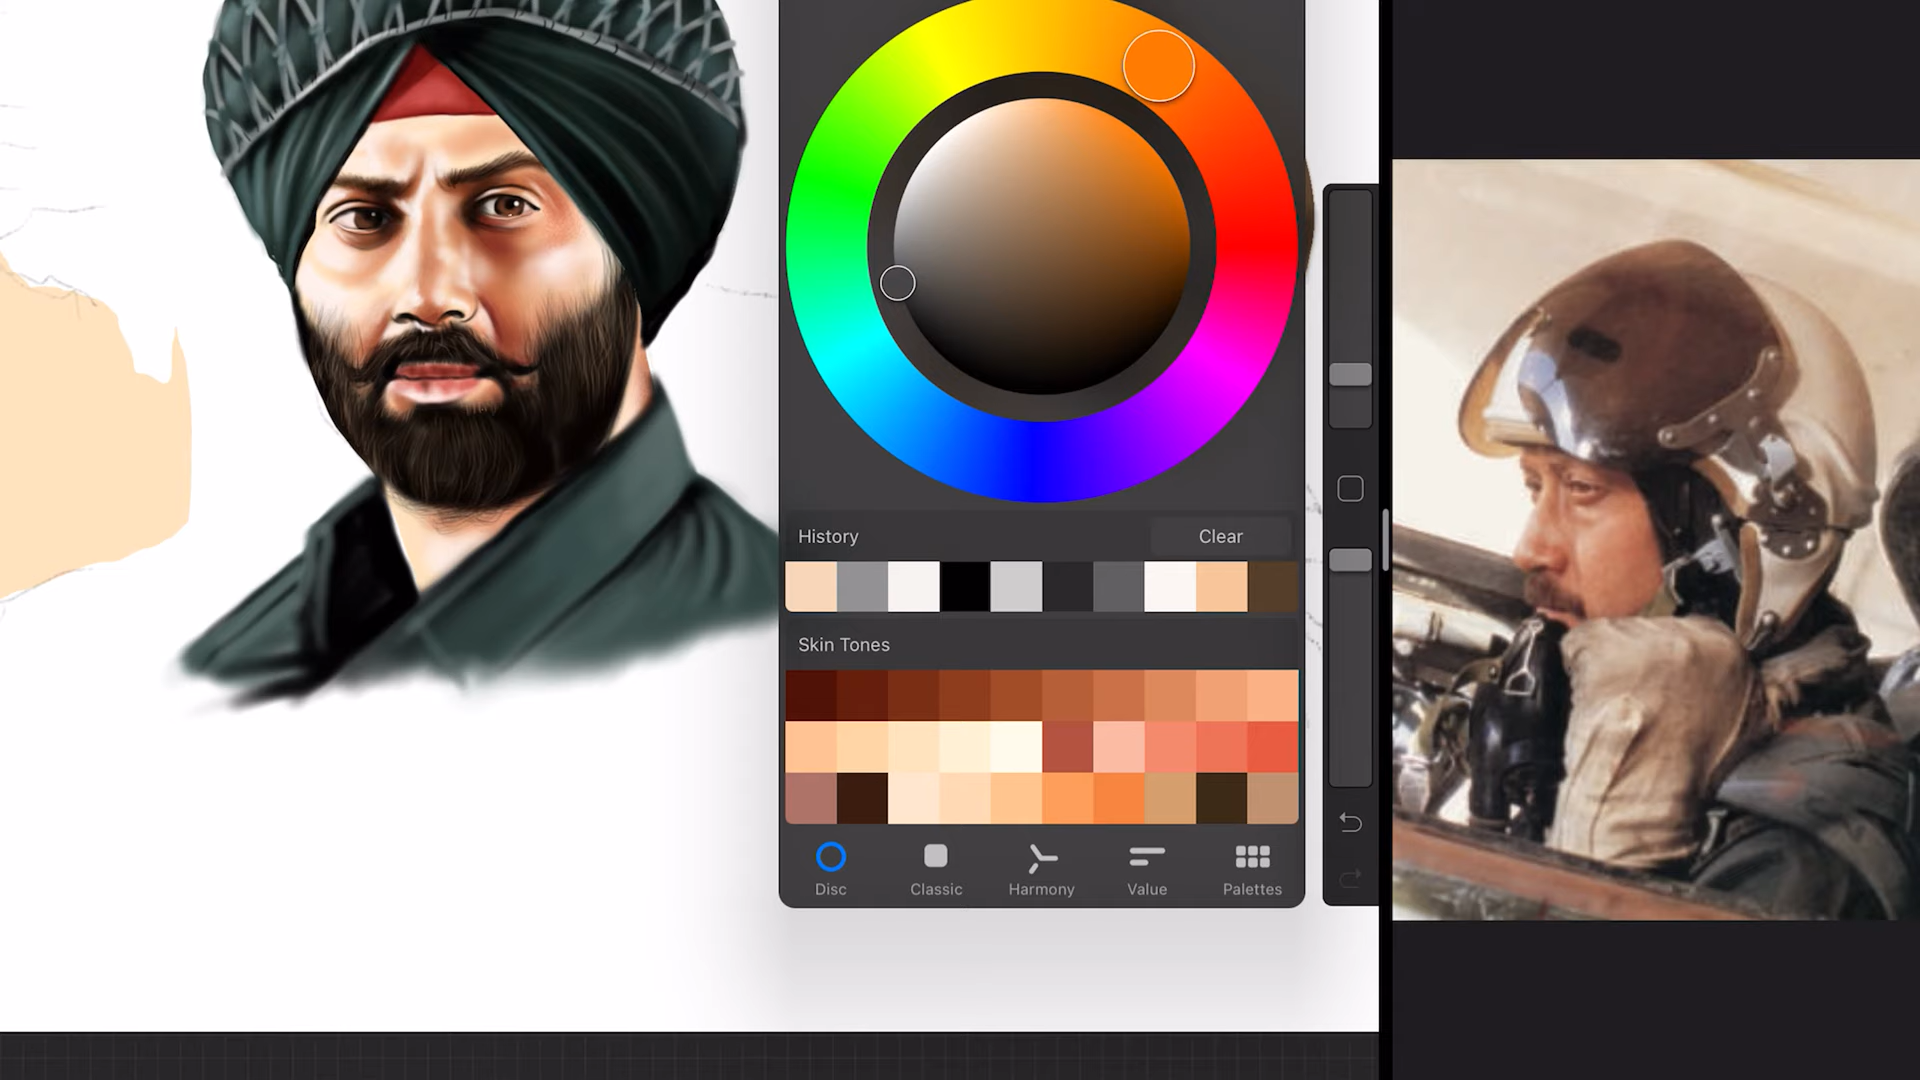 History
Clear
Skin Tones
Disc
Classic
Harmony
Value
Palettes